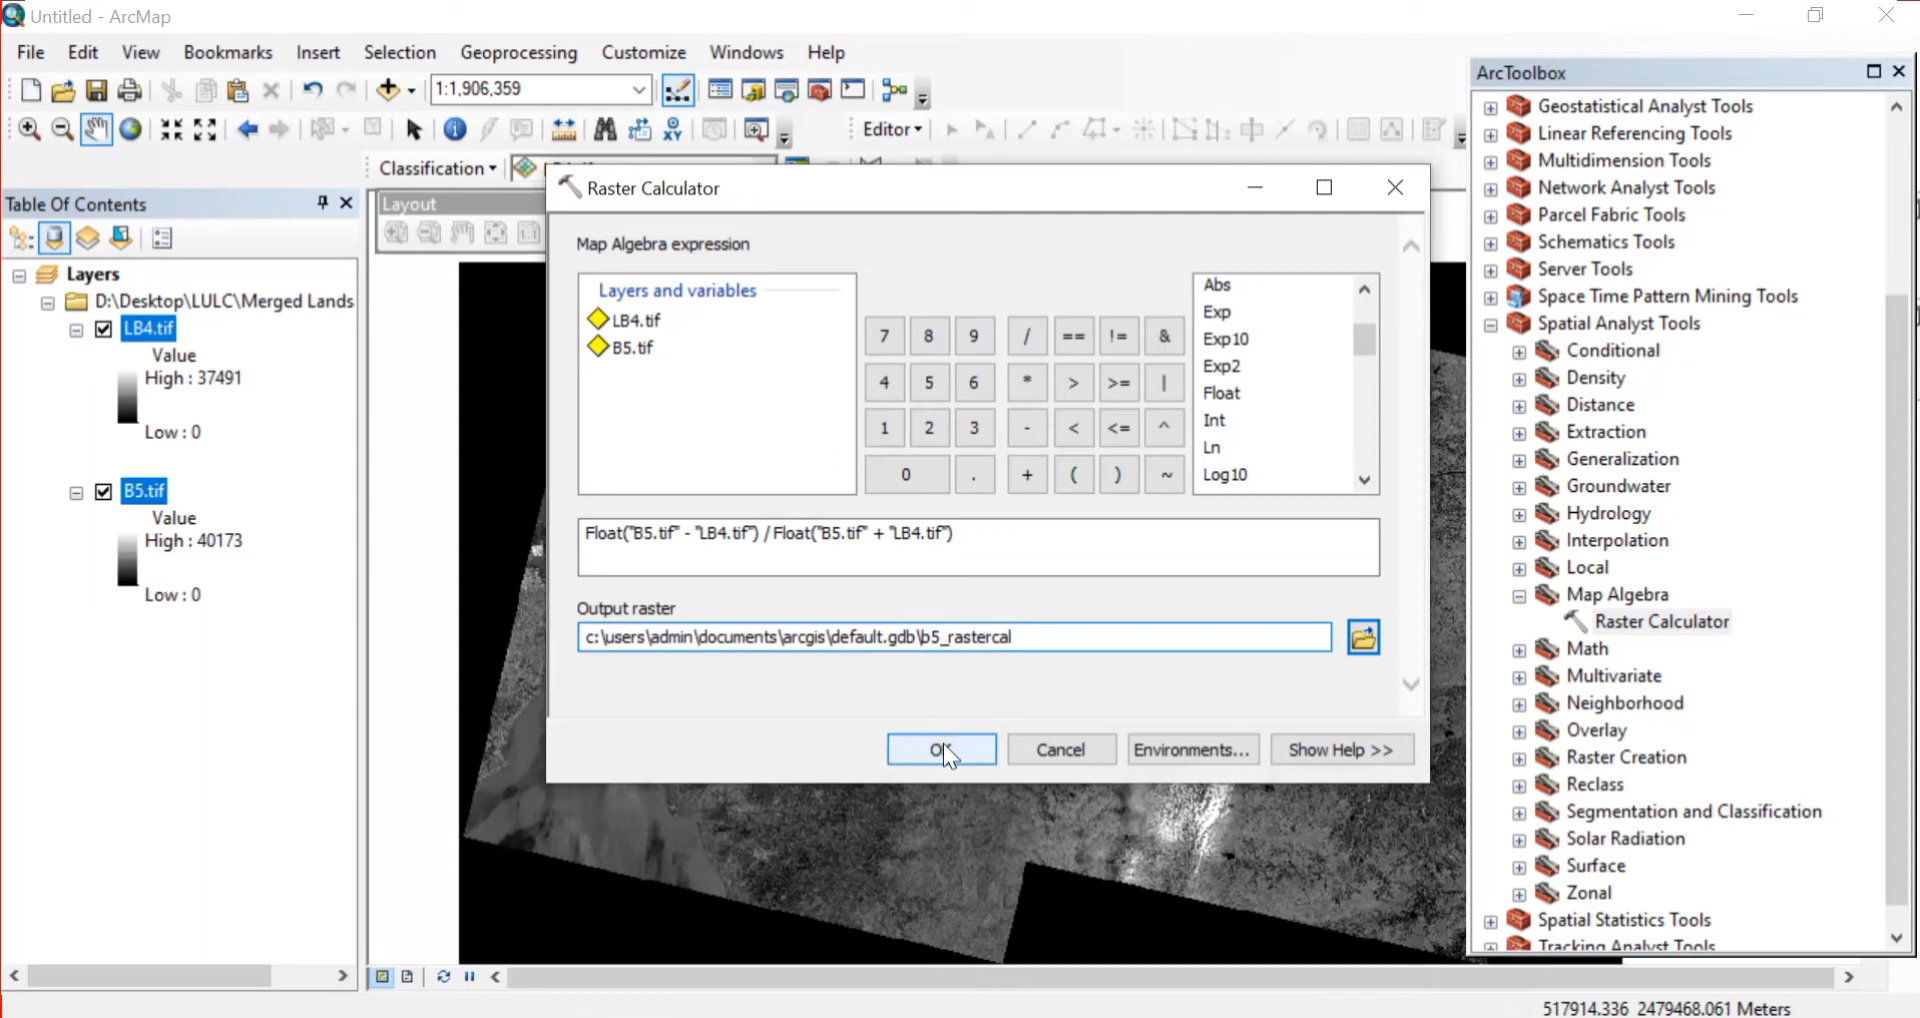 Untitled - ArcMap
File Edit View Bookmarks Insert Selection Geoprocessing Customize Windows Help
1:1,906,359
Editor
Classification
Table Of Contents
Layers
D:\Desktop\LULC\Merged Lands
LB4.tif
Value
High : 37491
Low : 0
B5.tif
Value
High : 40173
Low : 0
Layout
1:1
Raster Calculator
Map Algebra expression
Layers and variables
LB4.tif
B5.tif
7 8 9 / == != &
4 5 6 * > >= |
1 2 3 - < <= ^
0 . + ( ) ~
Abs
Exp
Exp10
Exp2
Float
Int
Ln
Log10
Float("B5.tif" - "LB4.tif") / Float("B5.tif" + "LB4.tif")
Output raster
c:\users\admin\documents\arcgis\default.gdb\b5_rastercal
OK Cancel Environments... Show Help >>
ArcToolbox
Geostatistical Analyst Tools
Linear Referencing Tools
Multidimension Tools
Network Analyst Tools
Parcel Fabric Tools
Schematics Tools
Server Tools
Space Time Pattern Mining Tools
Spatial Analyst Tools
Conditional
Density
Distance
Extraction
Generalization
Groundwater
Hydrology
Interpolation
Local
Map Algebra
Raster Calculator
Math
Multivariate
Neighborhood
Overlay
Raster Creation
Reclass
Segmentation and Classification
Solar Radiation
Surface
Zonal
Spatial Statistics Tools
Tracking Analyst Tools
517914.336 2479468.061 Meters